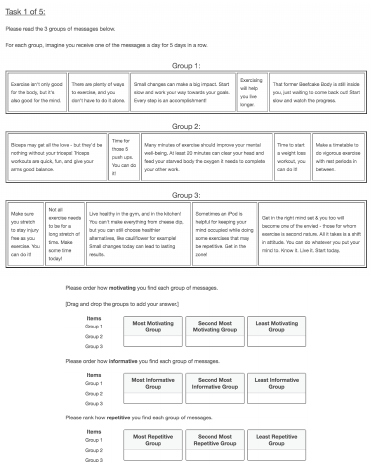 Task 1 of 5:
Please read the 3 groups of messages below.
For each group, imagine you receive one of the messages a day for 5 days in a row.
Group 1:
Exercise isn't only good
for the body, but it's
also good for the mind.
There are plenty of ways
to exercise, and you
don't have to do it alone.
Small changes can make a big impact. Start
slow and work your way towards your goals.
Every step is an accomplishment!
Exercising
will help
you live
longer.
That former Beefcake Body is still inside
you, just waiting to come back out! Start
slow and watch the progress.
Group 2:
Biceps may get all the love - but they'd be
nothing without your triceps! Triceps
workouts are quick, fun, and give your
arms good balance.
Time for
those 5
push ups.
You can do
it!
Many minutes of exercise should improve your mental
well-being. At least 20 minutes can clear your head and
feed your starved body the oxygen it needs to complete
your other work.
Time to start
a weight loss
workout, you
can do it!
Make a timetable to
do vigorous exercise
with rest periods in
between.
Group 3:
Make sure
you stretch
to stay injury
free as you
exercise. You
can do it!
Not all
exercise needs
to be for a
long stretch of
time. Make
some time
today!
Live healthy in the gym, and in the kitchen!
You can't make everything from cheese dip,
but you can still choose healthier
alternatives, like cauliflower for example!
Small changes today can lead to lasting
results.
Sometimes an iPod is
helpful for keeping your
mind occupied while doing
some exercises that may
be repetitive. Get in the
zone!
Get in the right mind set & you too will
become one of the envied - those for whom
exercise is second nature. All it takes is a shift
in attitude. You can do whatever you put your
mind to. Know it. Live it. Start today.
Please order how motivating you find each group of messages.
[Drag and drop the groups to add your answer.]
Items
Group 1
Group 2
Group 3
Most Motivating
Group
Second Most
Motivating Group
Least Motivating
Group
Please order how informative you find each group of messages.
Items
Group 1
Group 2
Group 3
Most Informative
Group
Second Most
Informative Group
Least Informative
Group
Please rank how repetitive you find each group of messages.
Items
Group 1
Group 2
Group 3
Most Repetitive
Group
Second Most
Repetitive Group
Least Repetitive
Group